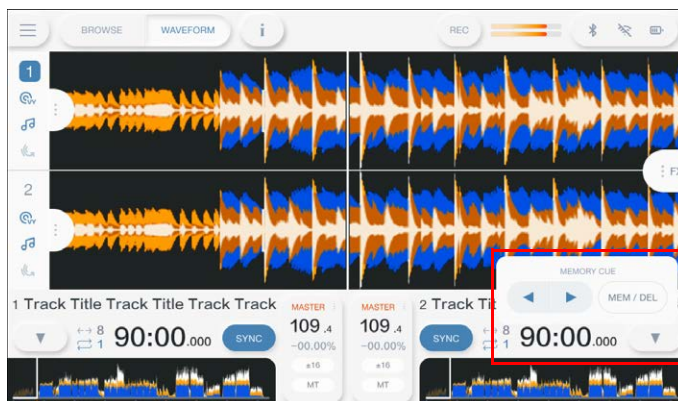 BROWSE WAVEFORM i REC
1
2
FX
MEMORY CUE
MEM / DEL
1 Track Title Track Title Track Track
MASTER
MASTER
2 Track Tit
8
1
90:00.000
SYNC
109.4
-00.00%
±16
MT
109.4
-00.00%
±16
MT
SYNC
8
1
90:00.000